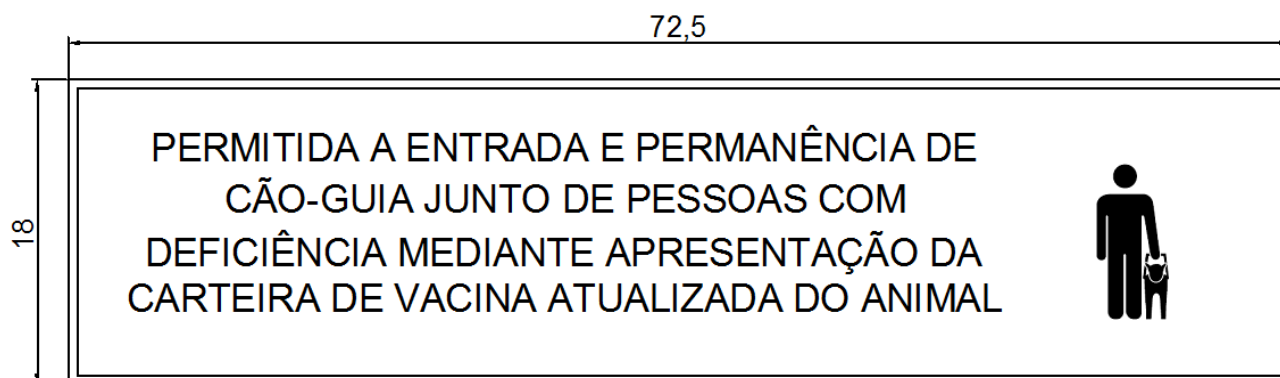 72,5
18
PERMITIDA A ENTRADA E PERMANÊNCIA DE
CÃO-GUIA JUNTO DE PESSOAS COM
DEFICIÊNCIA MEDIANTE APRESENTAÇÃO DA
CARTEIRA DE VACINA ATUALIZADA DO ANIMAL